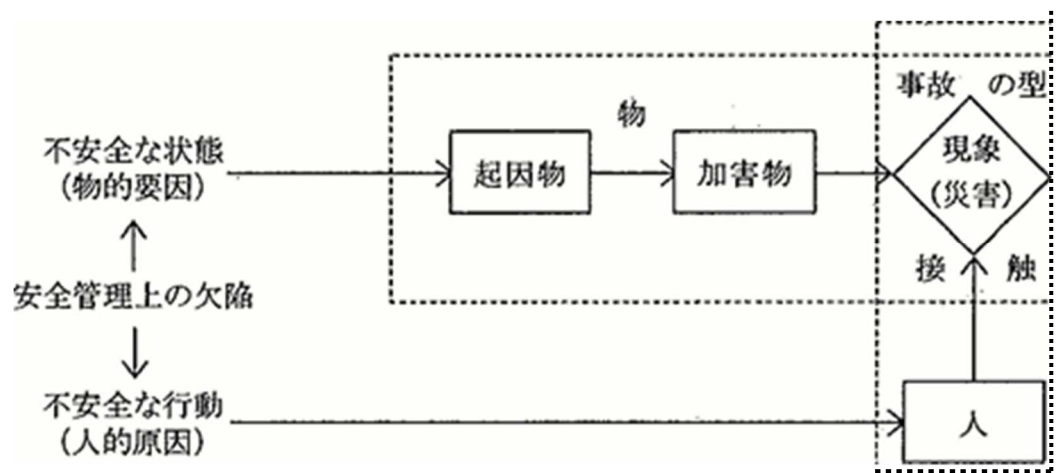 事故 の型
物
不安全な状態
(物的要因)
起因物
加害物
現象
(災害)
安全管理上の欠陥
接 触
不安全な行動
(人的原因)
人